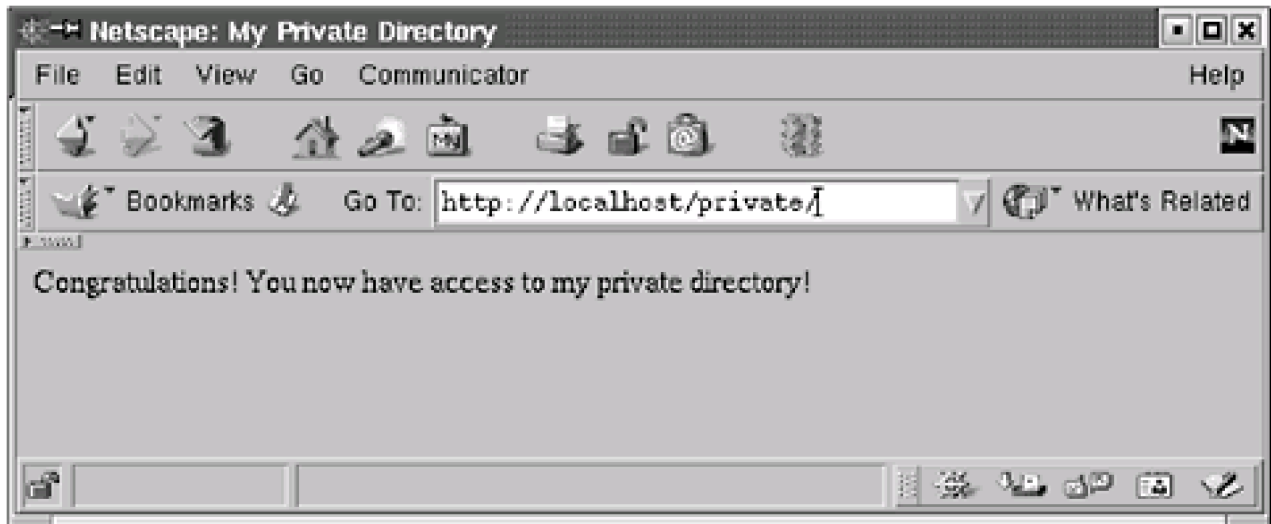 Netscape: My Private Directory
File Edit View Go Communicator Help
Bookmarks Go To: http://localhost/private/ What's Related
Congratulations! You now have access to my private directory!